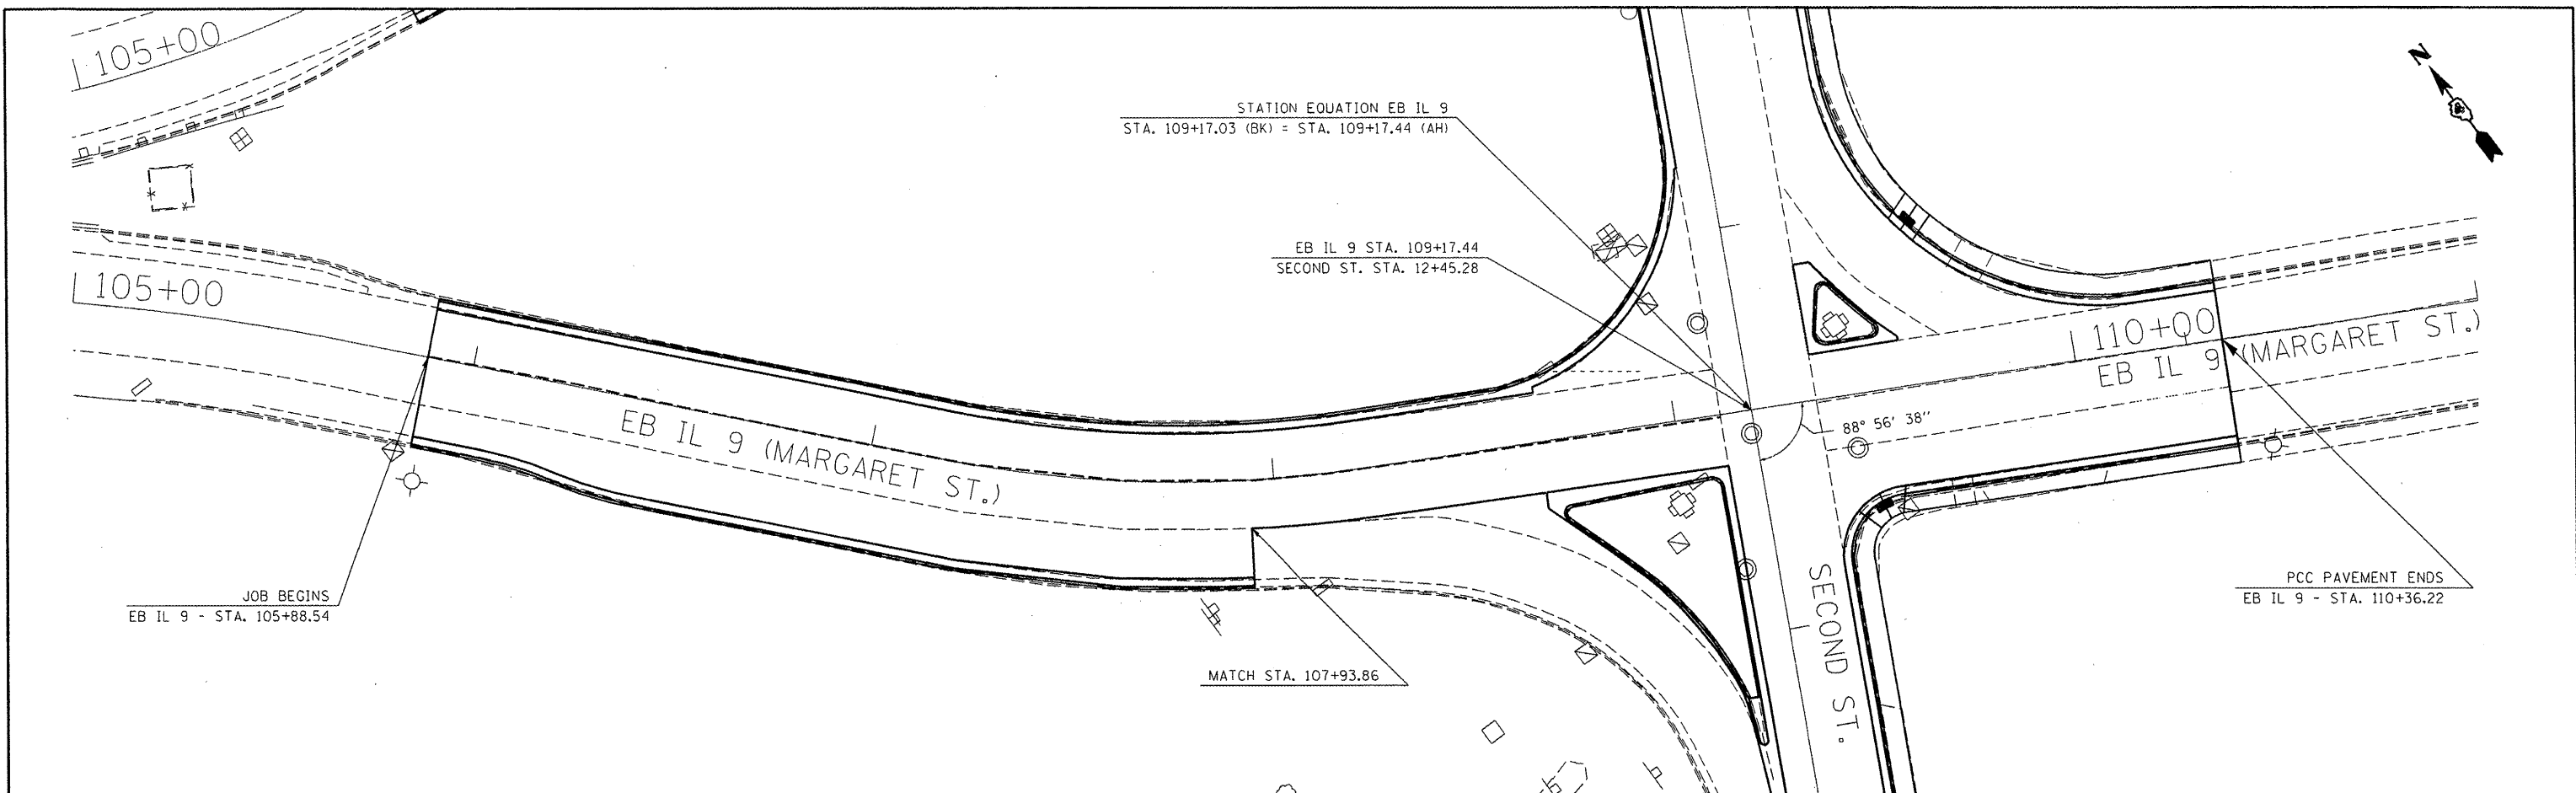 105+00
N
STATION EQUATION EB IL 9
STA. 109+17.03 (BK) = STA. 109+17.44 (AH)
EB IL 9 STA. 109+17.44
SECOND ST. STA. 12+45.28
105+00
110+00
EB IL 9 (MARGARET ST.)
EB IL 9 (MARGARET ST.)
88° 56' 38"
SECOND ST.
JOB BEGINS
EB IL 9 - STA. 105+88.54
PCC PAVEMENT ENDS
EB IL 9 - STA. 110+36.22
MATCH STA. 107+93.86